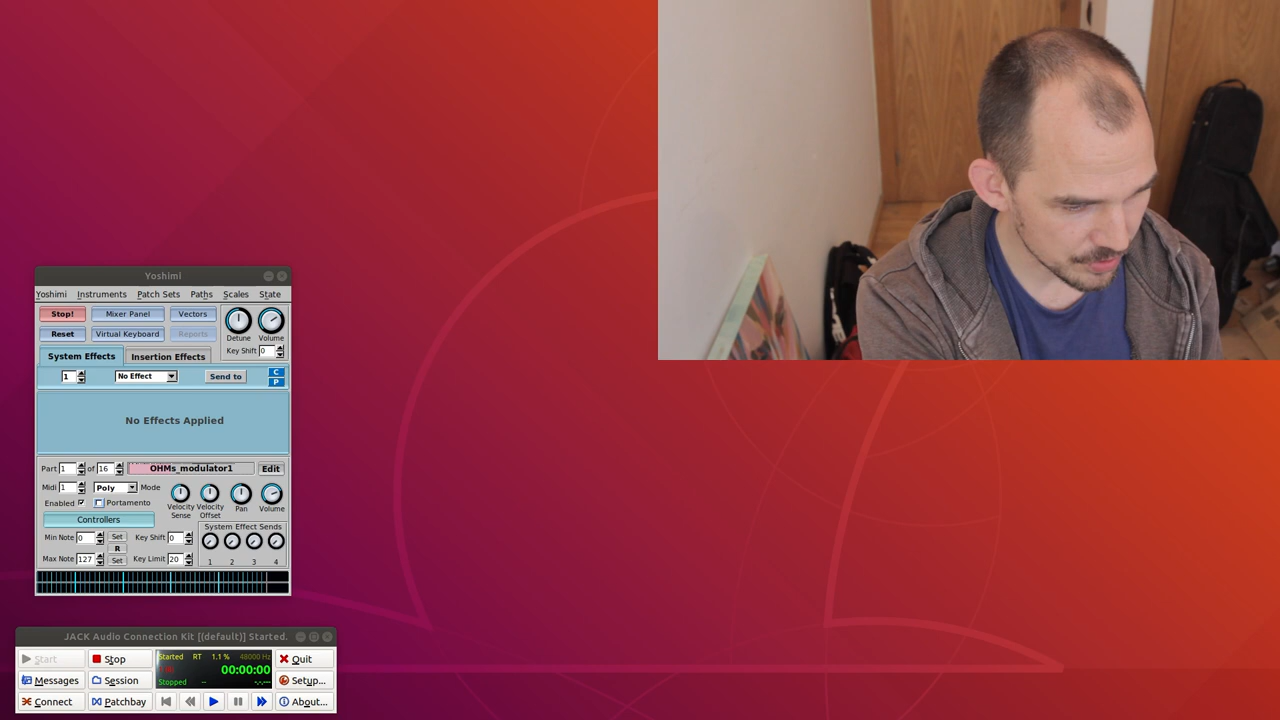 Yoshimi
Yoshimi Instruments Patch Sets Paths Scales State
Stop! Mixer Panel Vectors
Reset Virtual Keyboard Reports
Detune Volume
Key Shift 0
System Effects Insertion Effects
1 No Effect Send to C
P
No Effects Applied
Part 1 of 16 OHMs_modulator1 Edit
Midi 1 Poly Mode
Enabled Portamento
Velocity Sense Velocity Offset Pan Volume
Controllers
System Effect Sends
Min Note 0 Set Key Shift 0
R
Max Note 127 Set Key Limit 20
1 2 3 4
JACK Audio Connection Kit [(default)] Started.
Start Stop Started RT 1.1 % 48000 Hz Quit
Messages Session 00:00:00 Setup...
Stopped -- -.-.---
Connect Patchbay About...